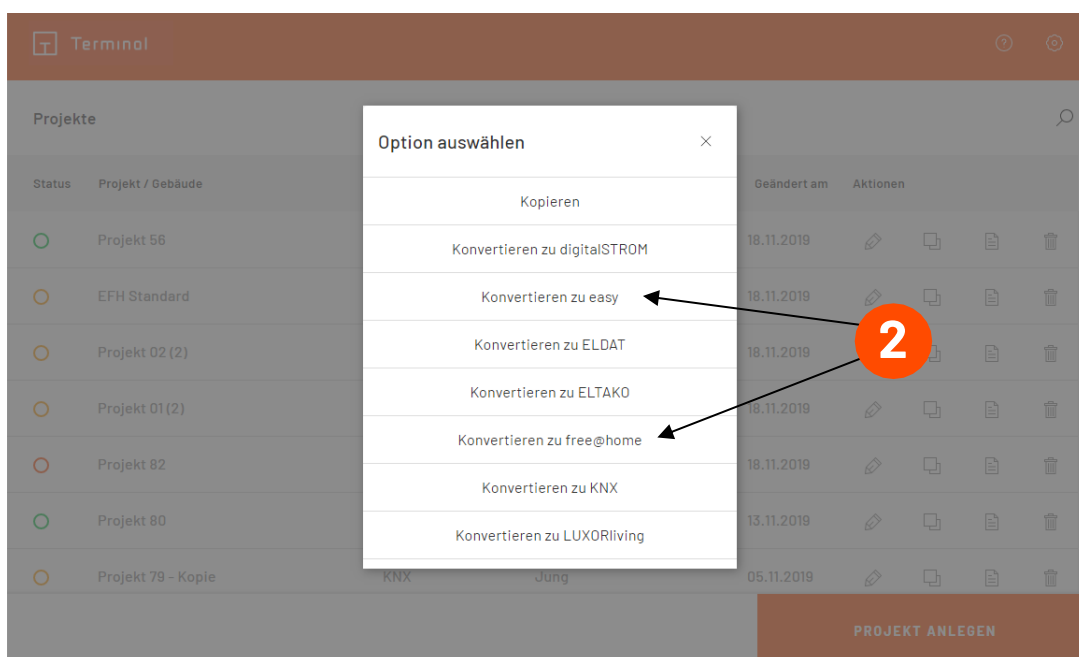 Terminal
Projekte
Option auswählen
Status Projekt / Gebäude Geändert am Aktionen
Kopieren
Projekt 56 18.11.2019
Konvertieren zu digitalSTROM
EFH Standard 18.11.2019
Konvertieren zu easy
2
Projekt 02 (2) 18.11.2019
Konvertieren zu ELDAT
Konvertieren zu ELTAKO
Projekt 01 (2) 18.11.2019
Konvertieren zu free@home
Projekt 82 18.11.2019
Konvertieren zu KNX
Projekt 80 13.11.2019
Konvertieren zu LUXORliving
Projekt 79 - Kopie KNX Jung 05.11.2019
PROJEKT ANLEGEN